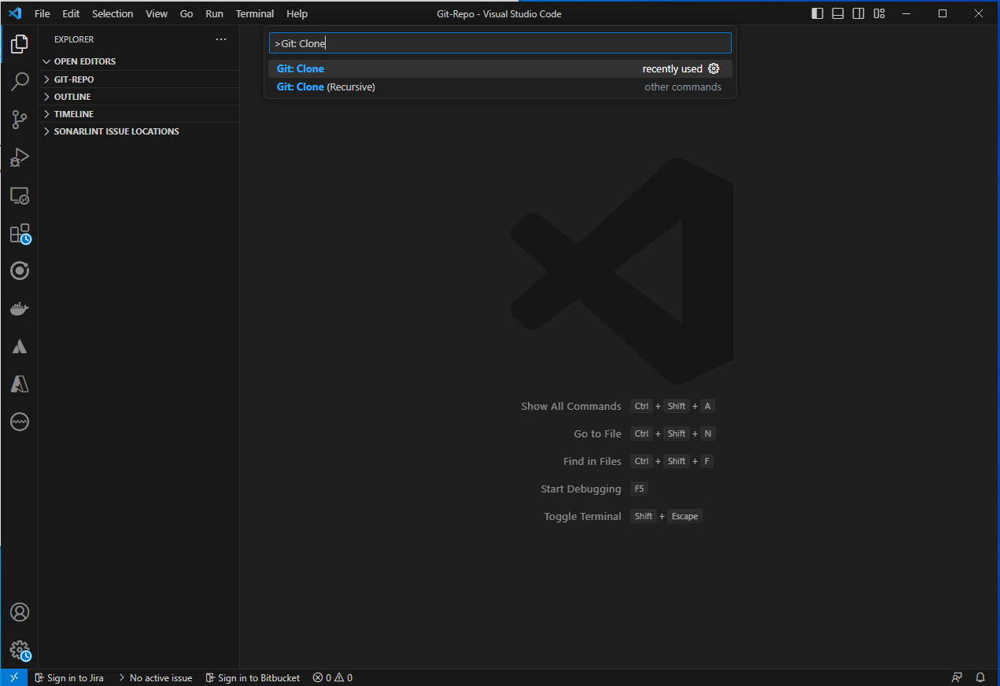 File Edit Selection View Go Run Terminal Help
Git-Repo - Visual Studio Code
EXPLORER
OPEN EDITORS
GIT-REPO
OUTLINE
TIMELINE
SONARLINT ISSUE LOCATIONS
>Git: Clone
Git: Clone recently used
Git: Clone (Recursive) other commands
Show All Commands Ctrl + Shift + A
Go to File Ctrl + Shift + N
Find in Files Ctrl + Shift + F
Start Debugging F5
Toggle Terminal Shift + Escape
Sign in to Jira No active issue Sign in to Bitbucket 0 0